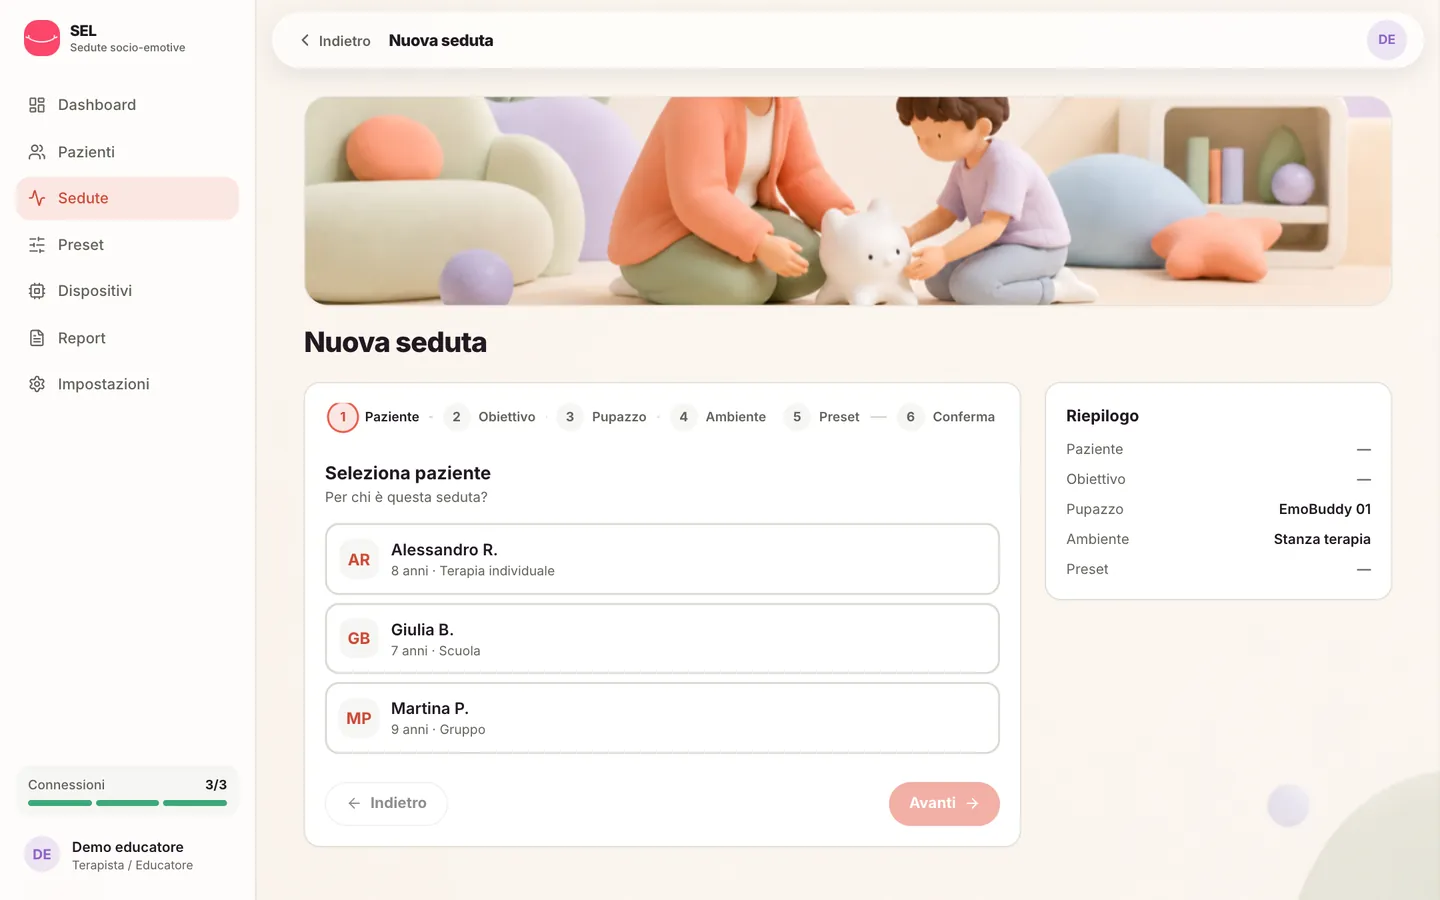 SEL
Sedute socio-emotive
Dashboard
Pazienti
Sedute
Preset
Dispositivi
Report
Impostazioni
Connessioni 3/3
DE
Demo educatore
Terapista / Educatore
Indietro Nuova seduta DE
Nuova seduta
1 Paziente 2 Obiettivo 3 Pupazzo 4 Ambiente 5 Preset 6 Conferma
Seleziona paziente
Per chi è questa seduta?
AR
Alessandro R.
8 anni · Terapia individuale
GB
Giulia B.
7 anni · Scuola
MP
Martina P.
9 anni · Gruppo
← Indietro Avanti →
Riepilogo
Paziente —
Obiettivo —
Pupazzo EmoBuddy 01
Ambiente Stanza terapia
Preset —